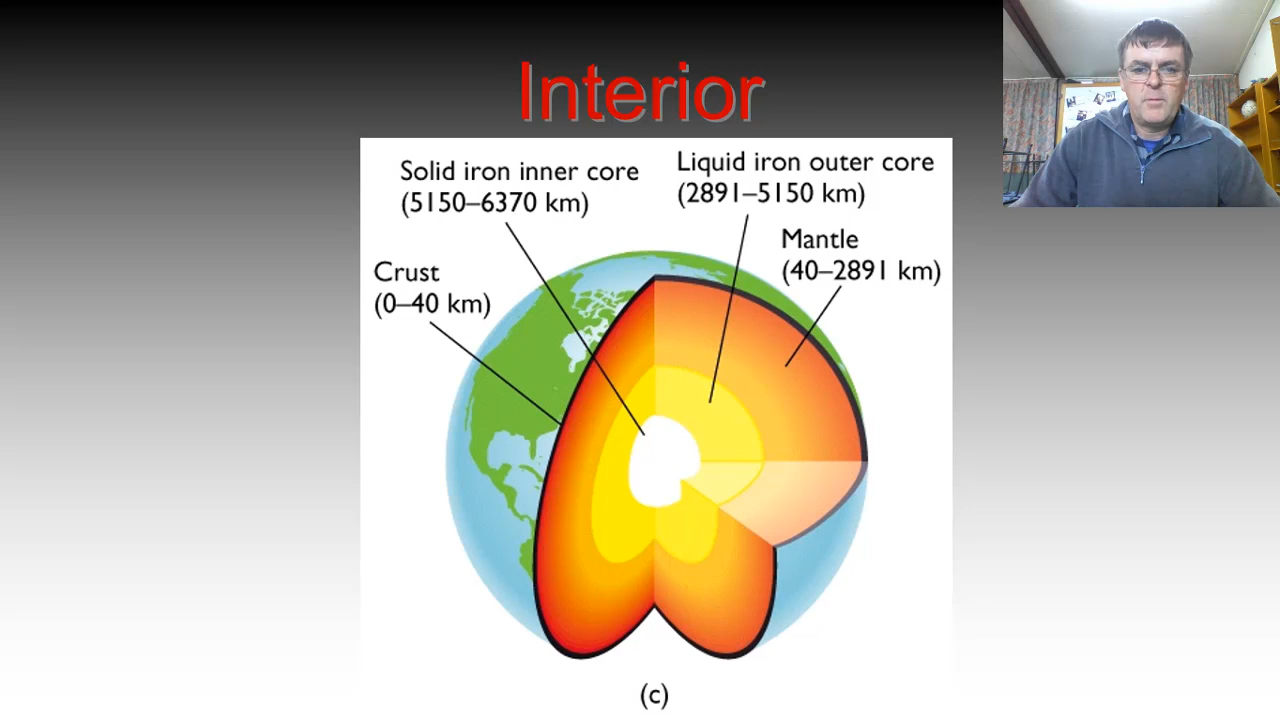 Interior
Solid iron inner core
(5150–6370 km)
Liquid iron outer core
(2891–5150 km)
Mantle
(40–2891 km)
Crust
(0–40 km)
(c)